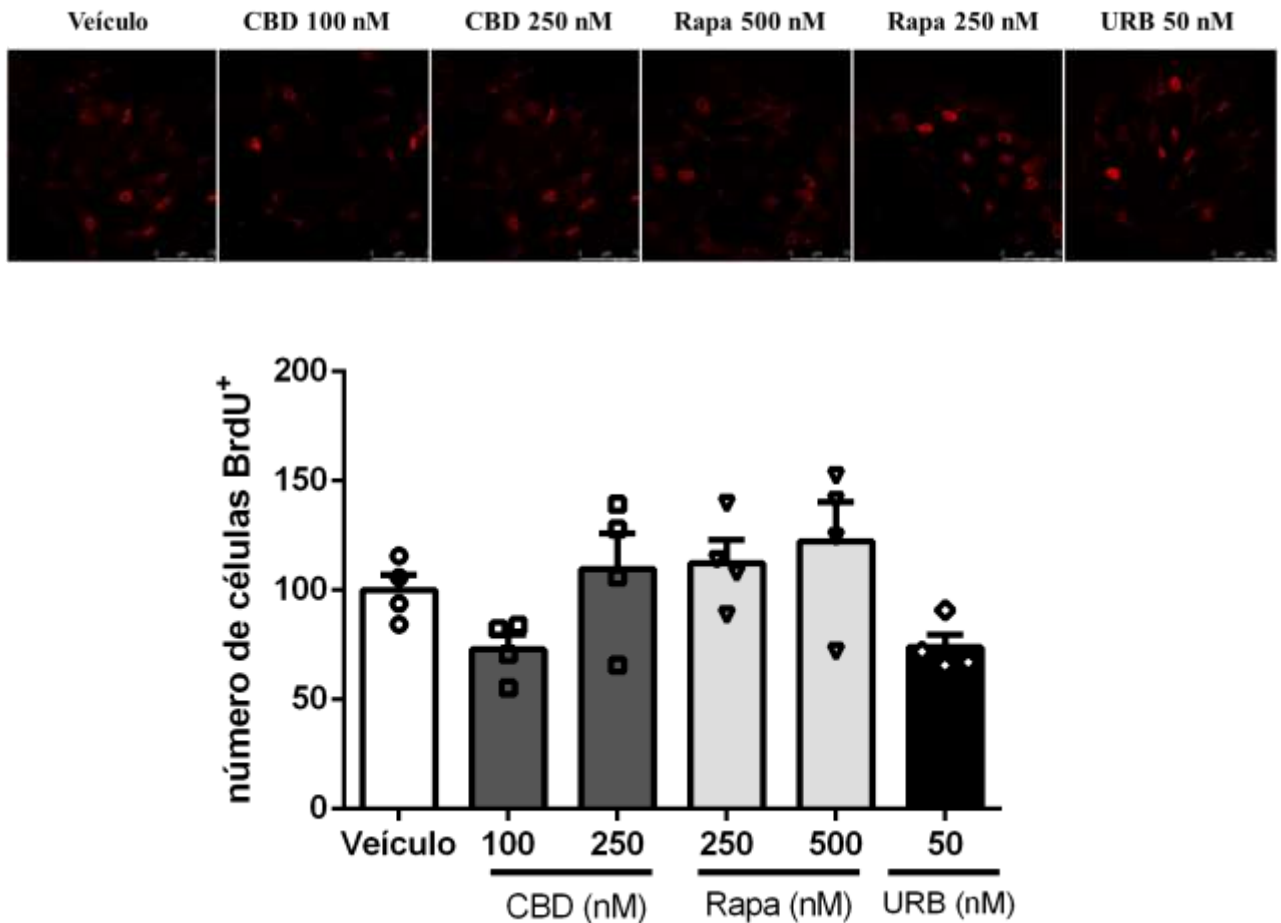 Veículo CBD 100 nM CBD 250 nM Rapa 500 nM Rapa 250 nM URB 50 nM
número de células BrdU⁺
200
150
100
50
0
Veículo 100 250 250 500 50
CBD (nM) Rapa (nM) URB (nM)